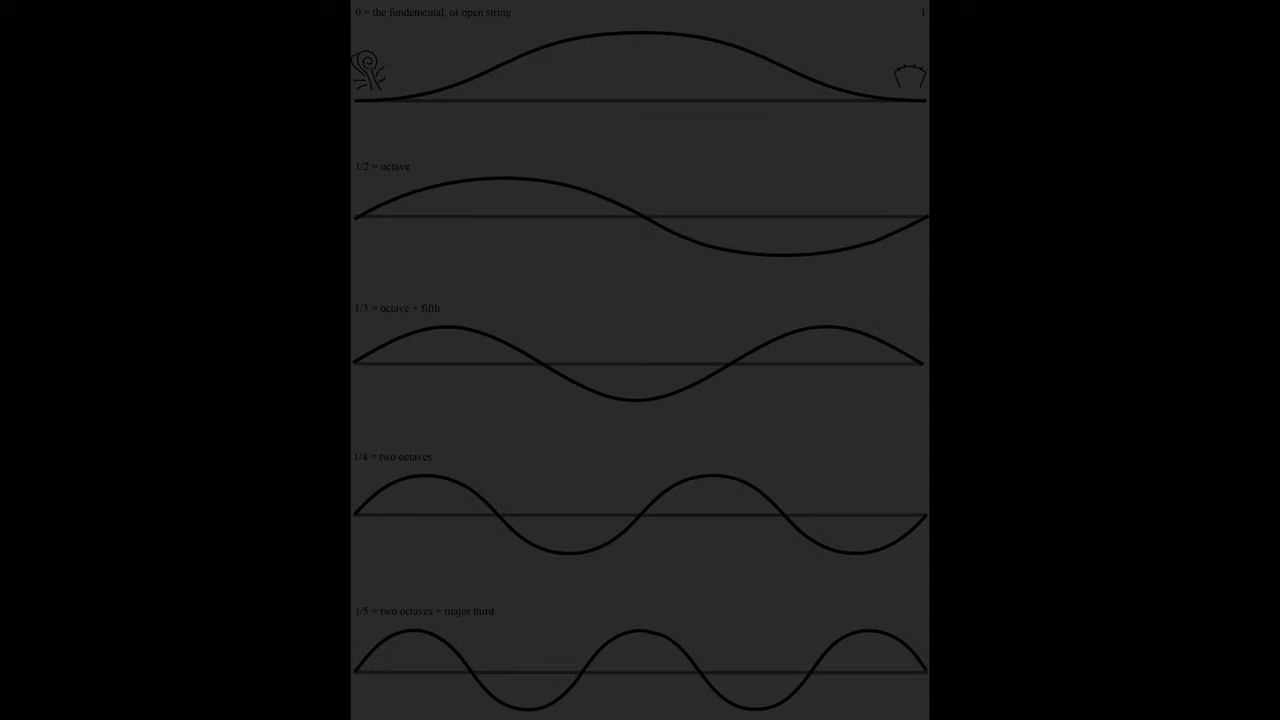 0 = the fundemental, or open string 1
1/2 = octave
1/3 = octave + fifth
1/4 = two octaves
1/5 = two octaves + major third